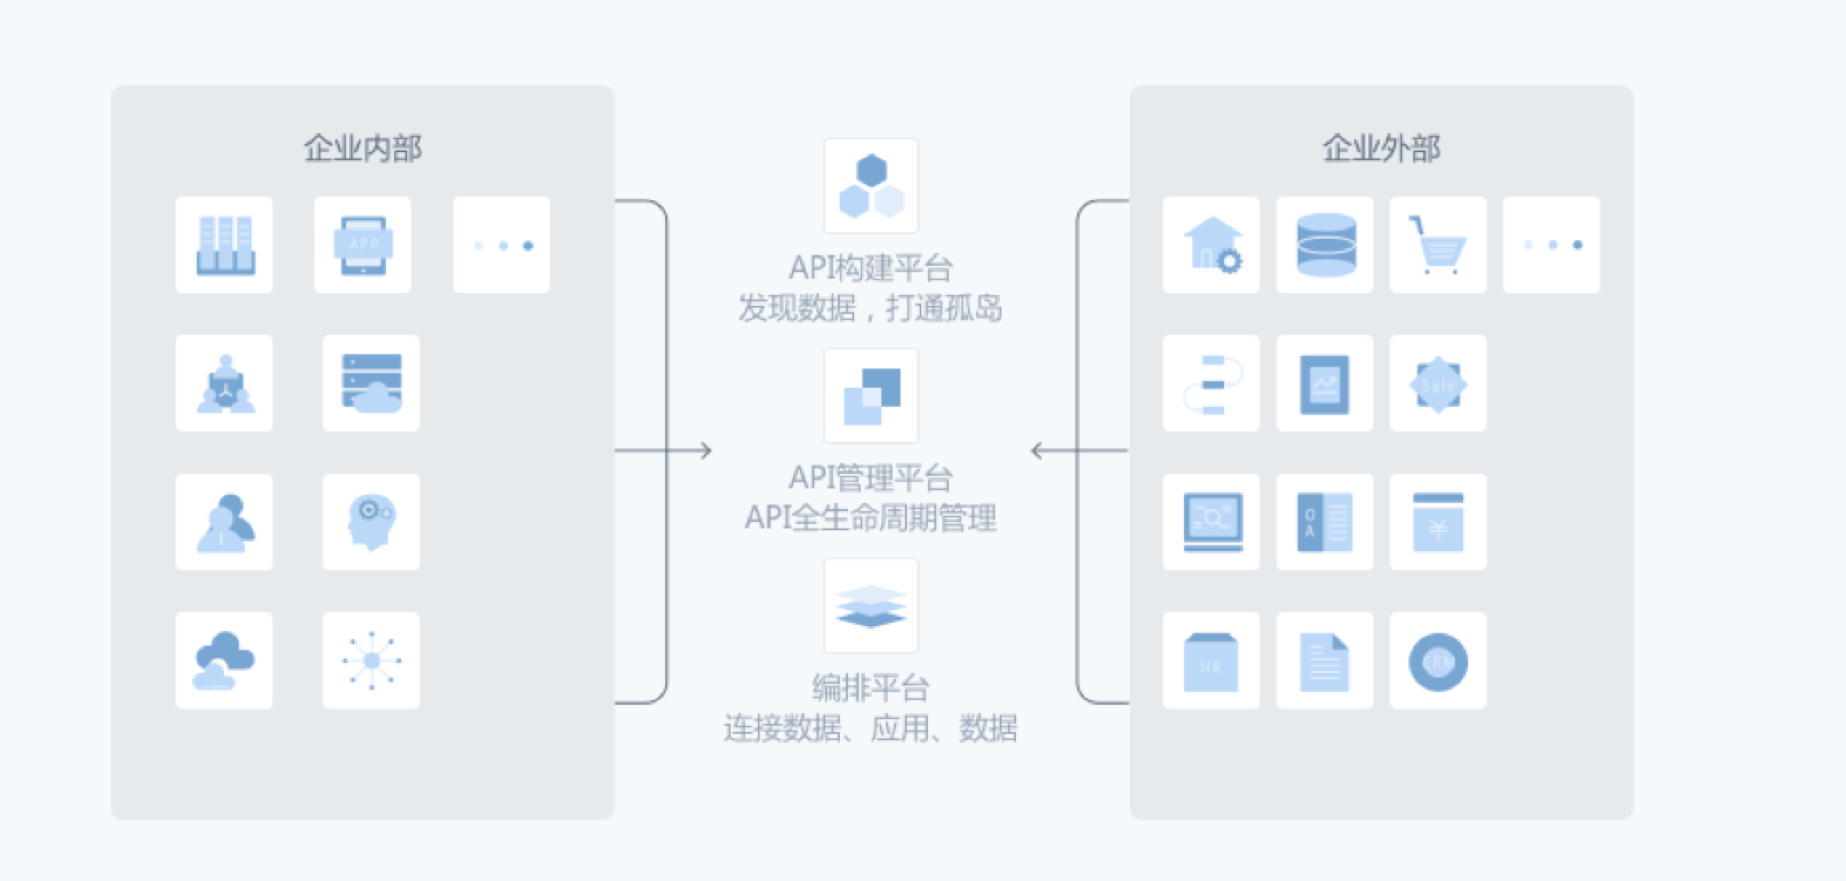 企业内部
APP
API构建平台
发现数据，打通孤岛
API管理平台
API全生命周期管理
编排平台
连接数据、应用、数据
企业外部
Sale
O
A
¥
HR
CRM